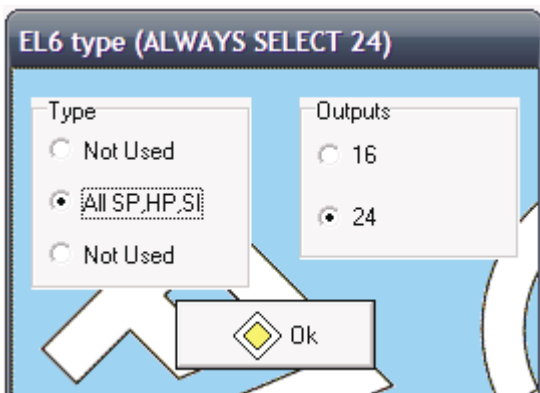 EL6 type (ALWAYS SELECT 24)
Type
Not Used
All SP,HP,SI
Not Used
Outputs
16
24
Ok